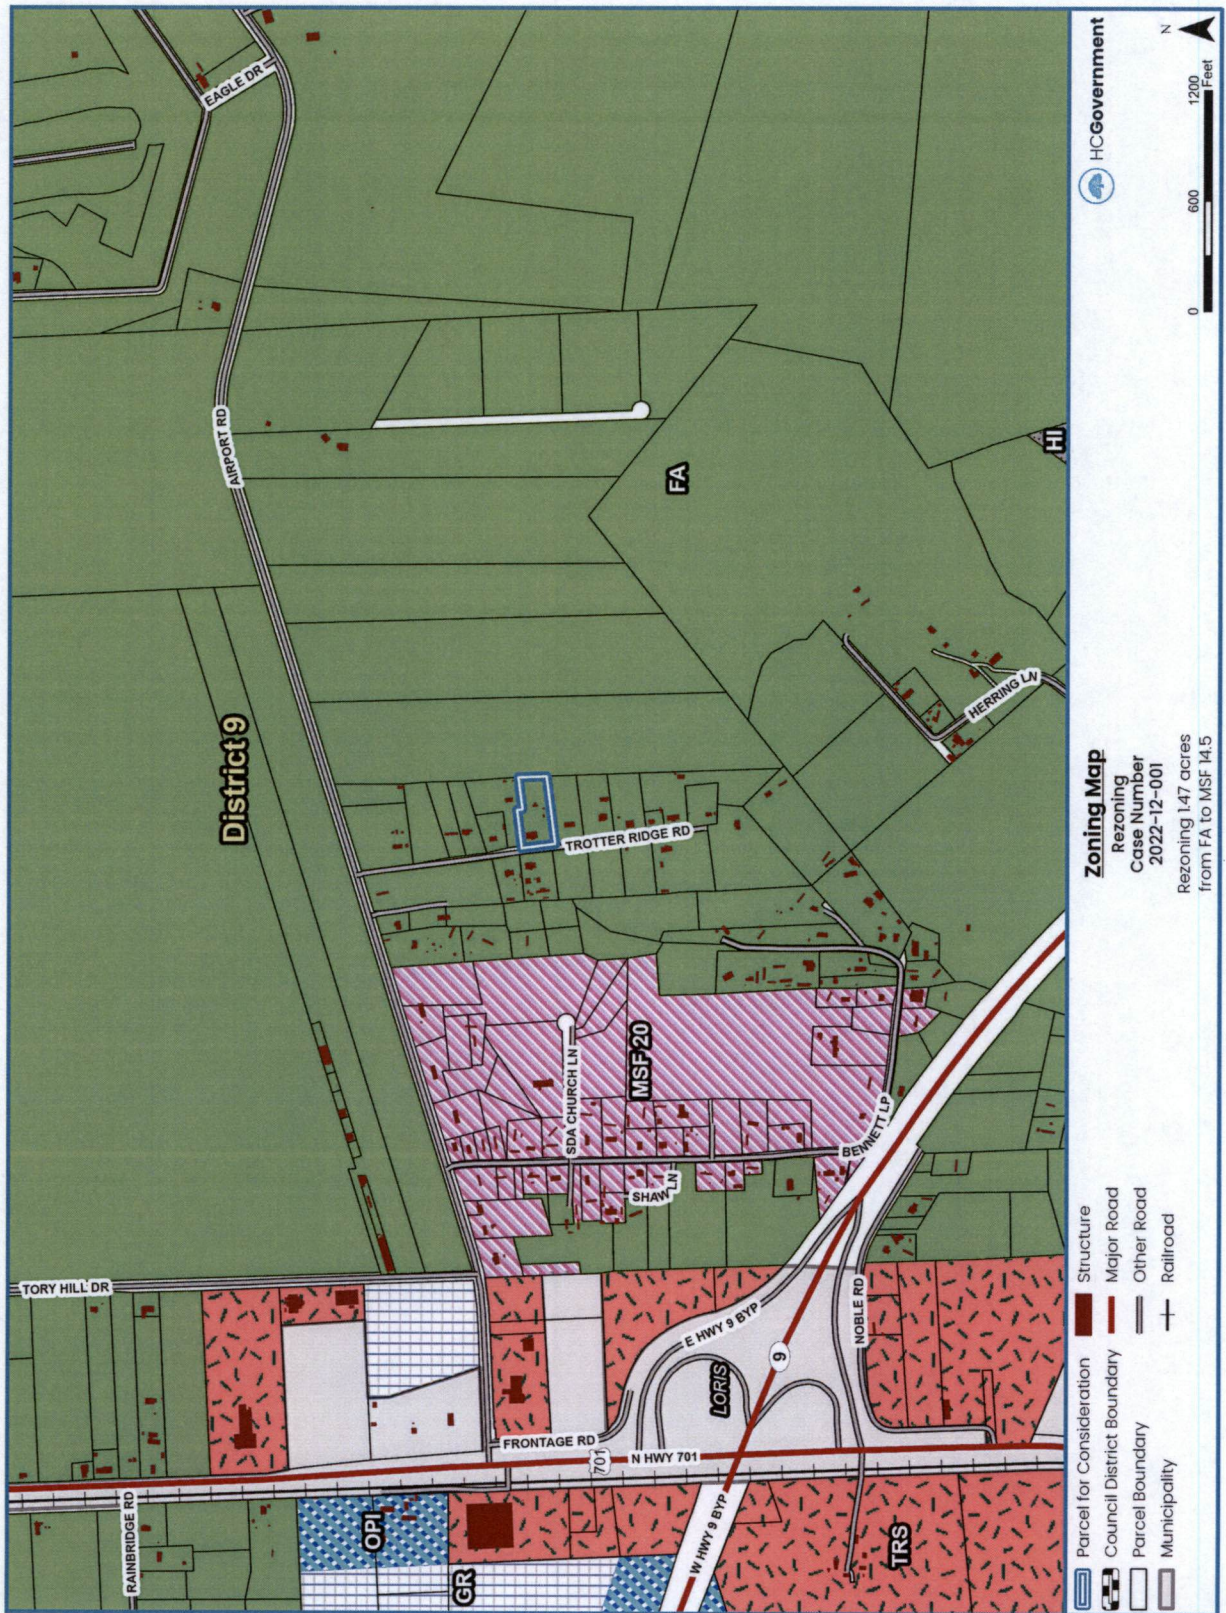 EAGLE DR
AIRPORT RD
District 9
FA
HI
HERRING LN
TROTTER RIDGE RD
MSF 20
SDA CHURCH LN
SHAW LN
BENNETT LP
TORY HILL DR
E HWY 9 BYP
NOBLE RD
9
LORIS
FRONTAGE RD
701
N HWY 701
RAINBRIDGE RD
OPI
GR
W HWY 9 BYP
TRS
Parcel for Consideration
Council District Boundary
Parcel Boundary
Municipality
Structure
Major Road
Other Road
Railroad
Zoning Map
Rezoning
Case Number
2022-12-001
Rezoning 1.47 acres
from FA to MSF 14.5
HCGovernment
N
0 600 1200
Feet